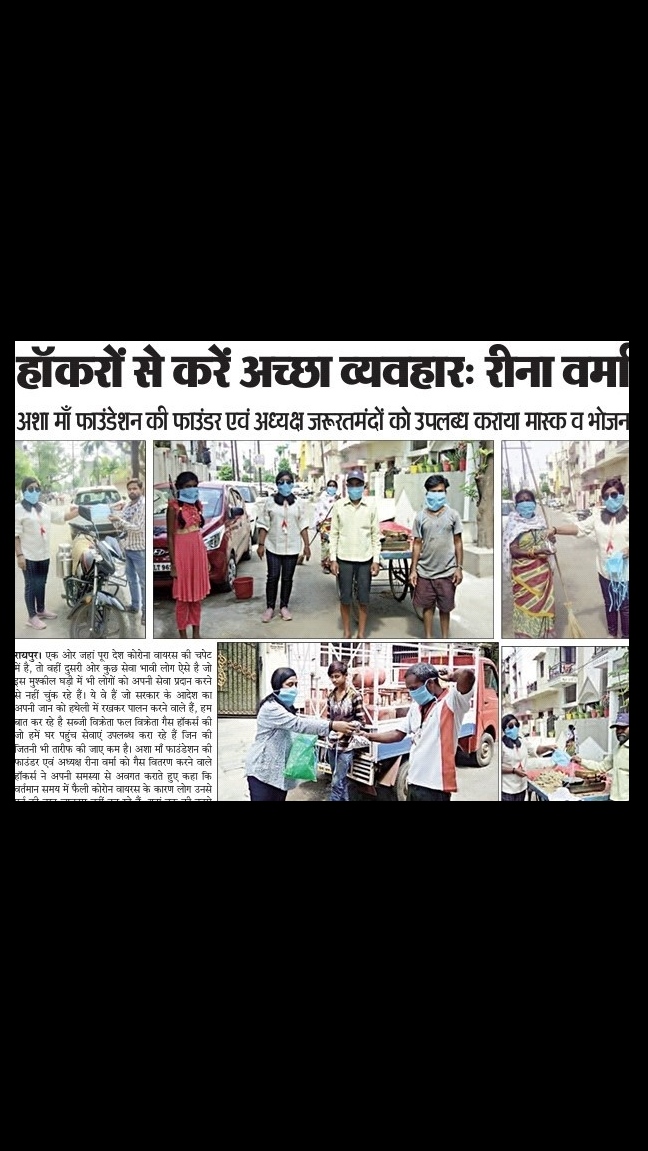 हॉकरों से करें अच्छा व्यवहारः रीना वर्मा
अशा माँ फाउंडेशन की फाउंडर एवं अध्यक्ष जरूरतमंदों को उपलब्ध कराया मास्क व भोजन
रायपुर। एक ओर जहां पूरा देश कोरोना वायरस की चपेट
में है, तो वहीं दुसरी ओर कुछ सेवा भावी लोग ऐसे है जो
इस मुश्कील घड़ी में भी लोगों को अपनी सेवा प्रदान करने
से नहीं चुक रहे हैं। ये वे हैं जो सरकार के आदेश का
अपनी जान को हथेली में रखकर पालन करने वाले हैं, हम
बात कर रहे है सब्जी विक्रेता फल विक्रेता गैस हॉकर्स की
जो हमें घर पहुंच सेवाएं उपलब्ध करा रहे हैं जिन की
जितनी भी तारीफ की जाए कम है। अशा माँ फाउंडेशन की
फाउंडर एवं अध्यक्ष रीना वर्मा को गैस वितरण करने वाले
हॉकर्स ने अपनी समस्या से अवगत कराते हुए कहा कि
वर्तमान समय में फैली कोरोन वायरस के कारण लोग उनसे